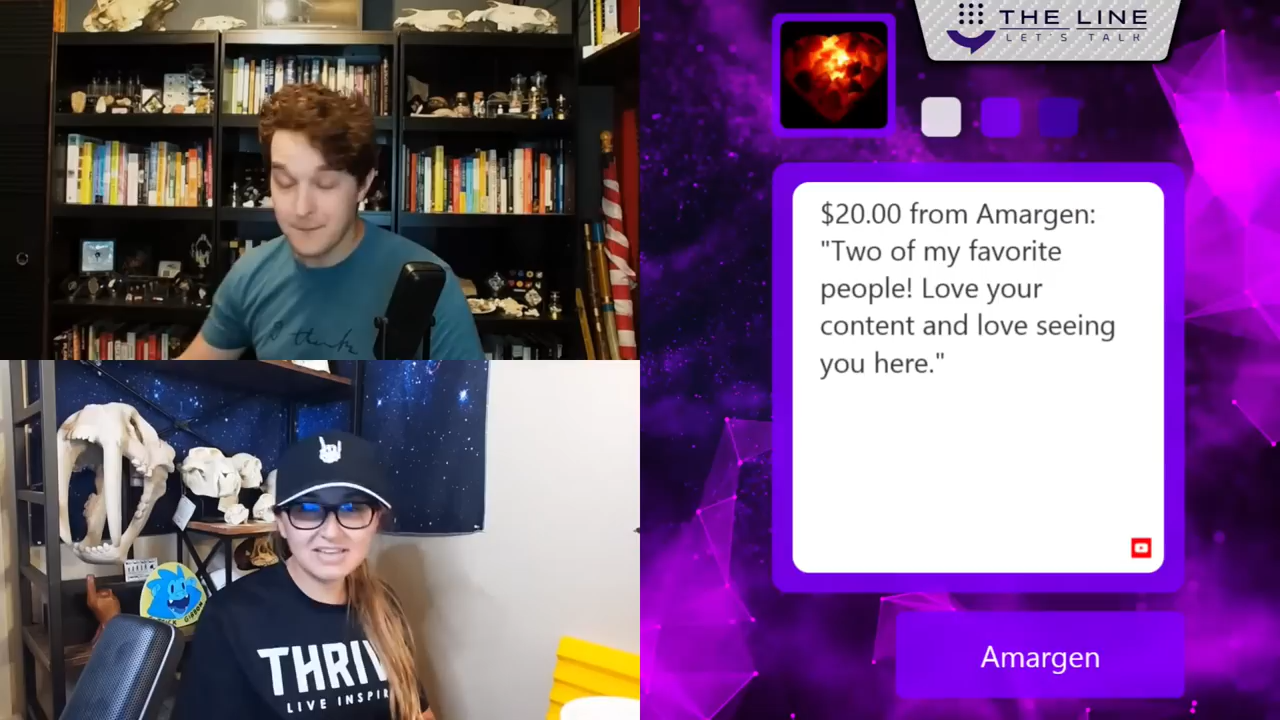 THE LINE
LET'S TALK
$20.00 from Amargen:
"Two of my favorite
people! Love your
content and love seeing
you here."
THRIV
LIVE INSPIR
Amargen